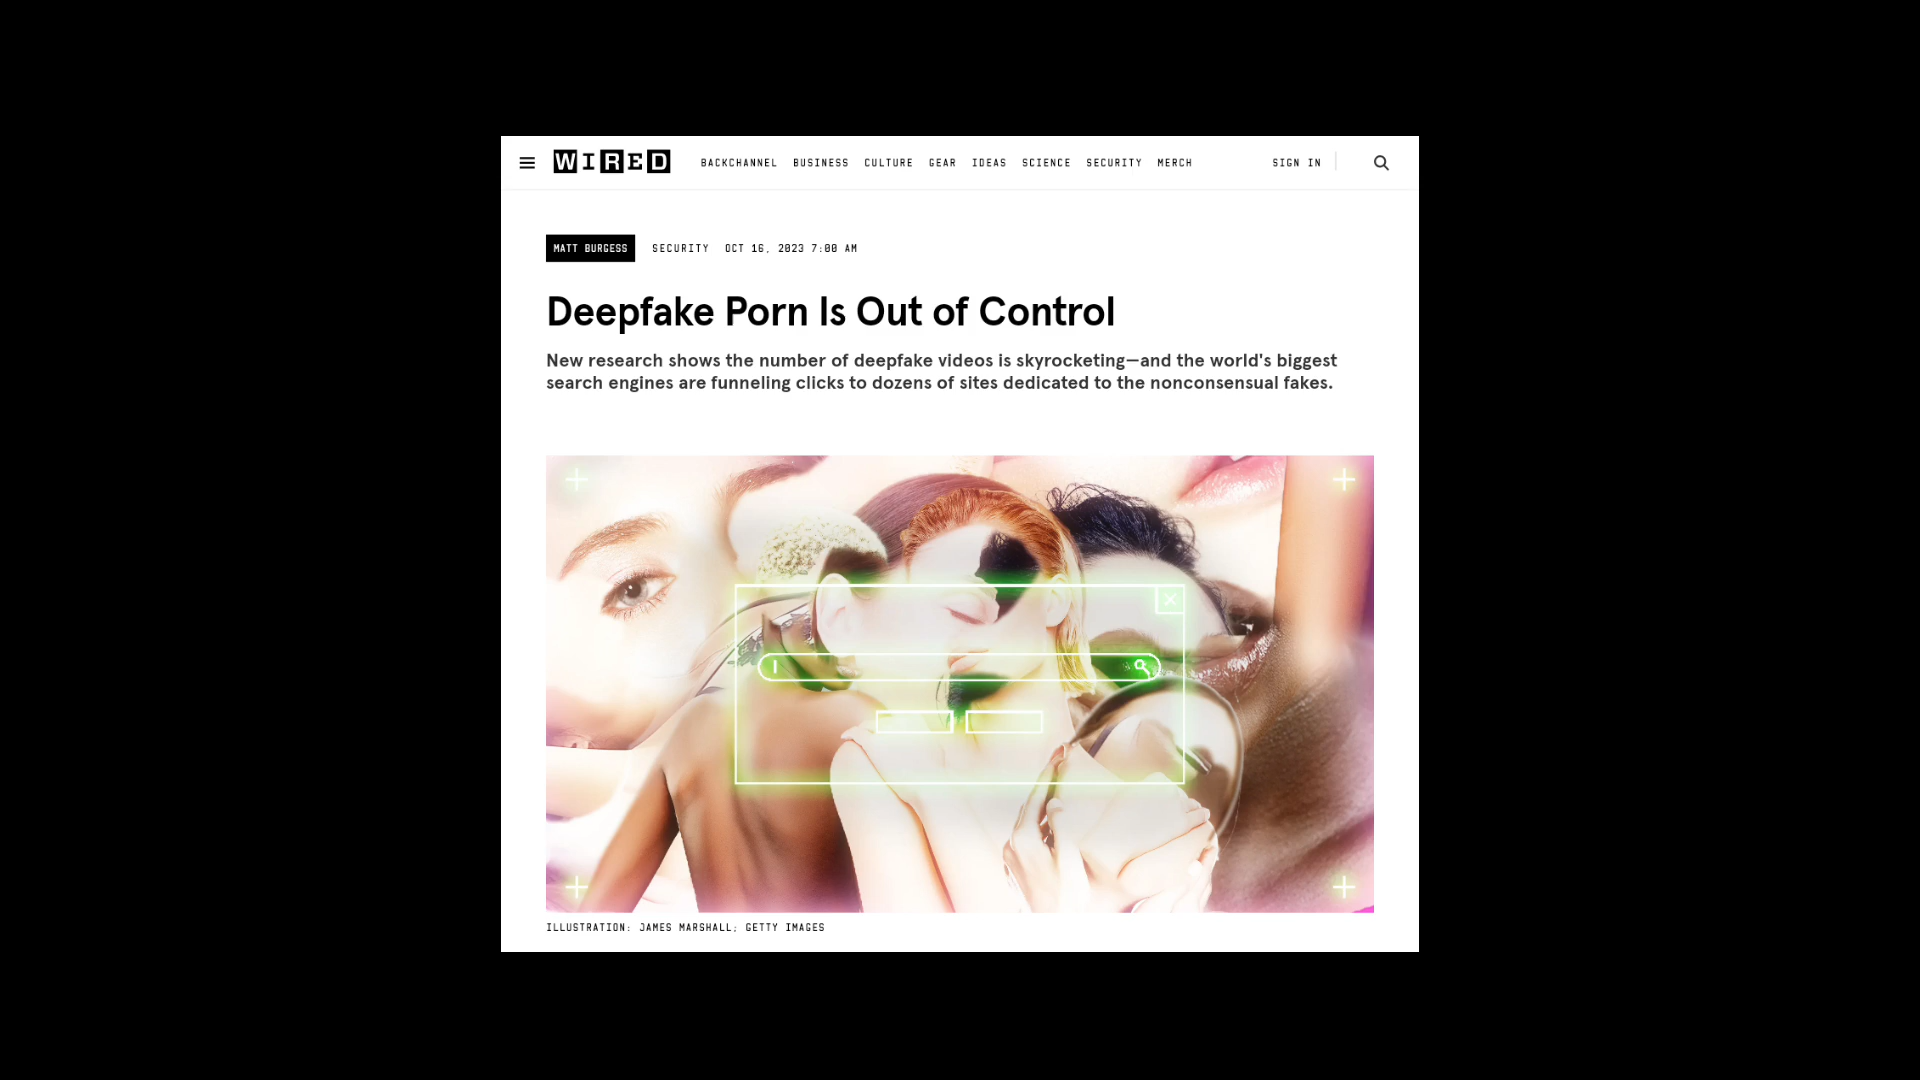 WIRED
BACKCHANNEL BUSINESS CULTURE GEAR IDEAS SCIENCE SECURITY MERCH
SIGN IN
MATT BURGESS SECURITY OCT 16, 2023 7:00 AM
Deepfake Porn Is Out of Control
New research shows the number of deepfake videos is skyrocketing—and the world's biggest
search engines are funneling clicks to dozens of sites dedicated to the nonconsensual fakes.
ILLUSTRATION: JAMES MARSHALL; GETTY IMAGES